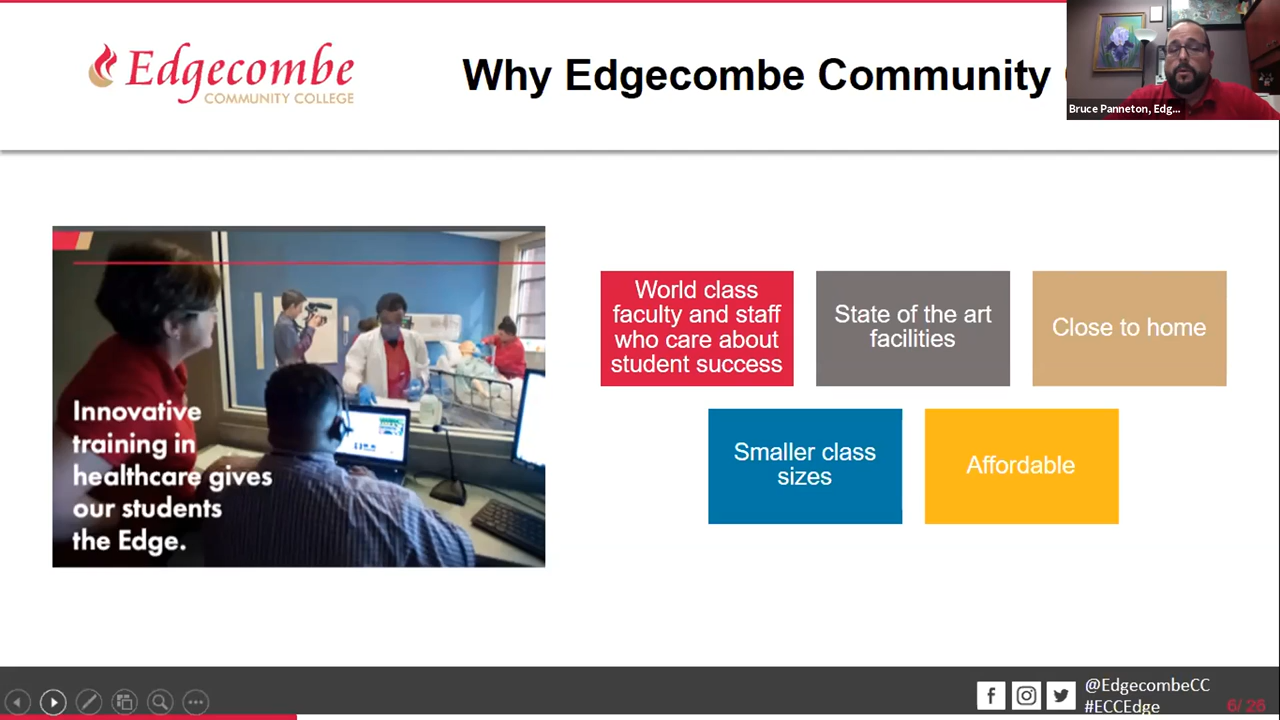 Edgecombe
COMMUNITY COLLEGE
Why Edgecombe Community
Bruce Panneton, Edg...
Innovative
training in
healthcare gives
our students
the Edge.
World class
faculty and staff
who care about
student success
State of the art
facilities
Close to home
Smaller class
sizes
Affordable
@EdgecombeCC
#ECCEdge
6/ 26